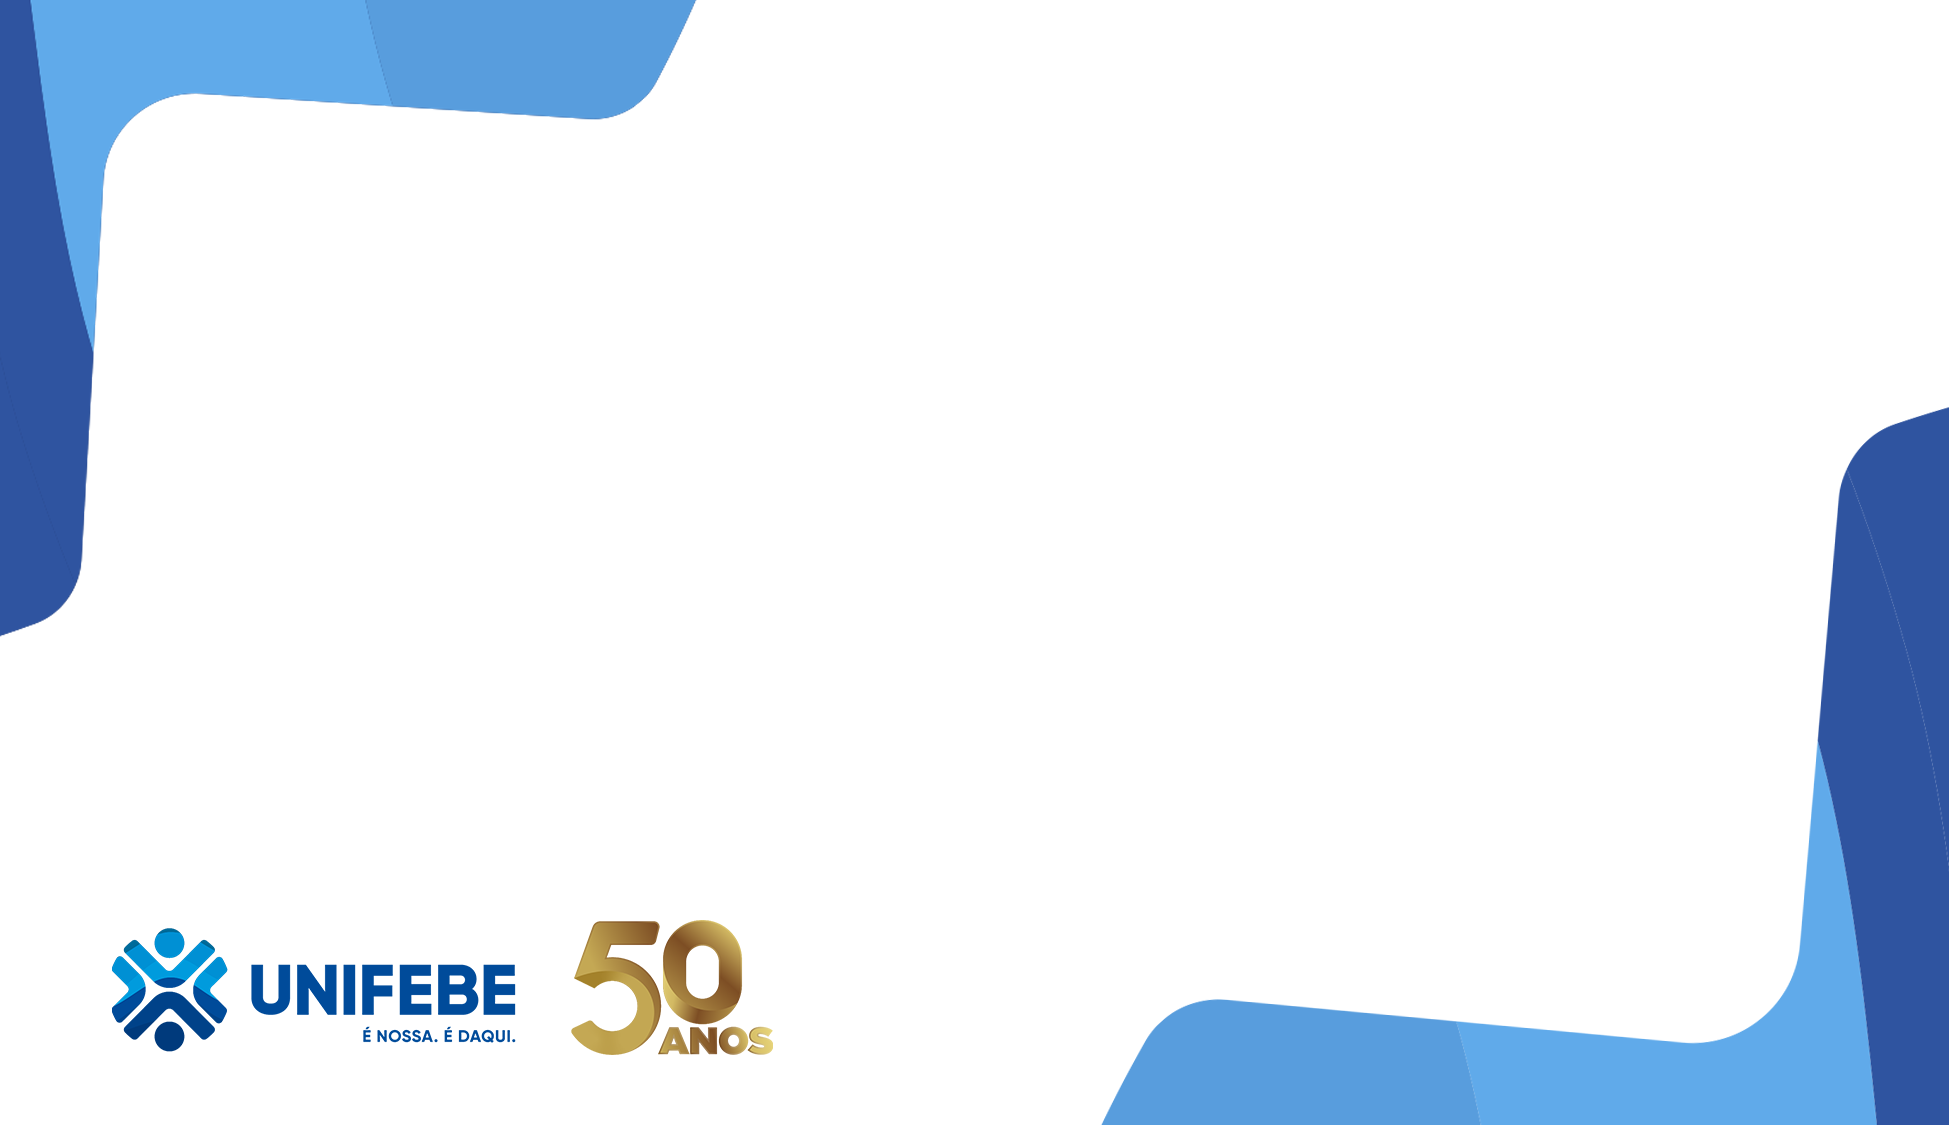 UNIFEBE
É NOSSA. É DAQUI.
50
ANOS